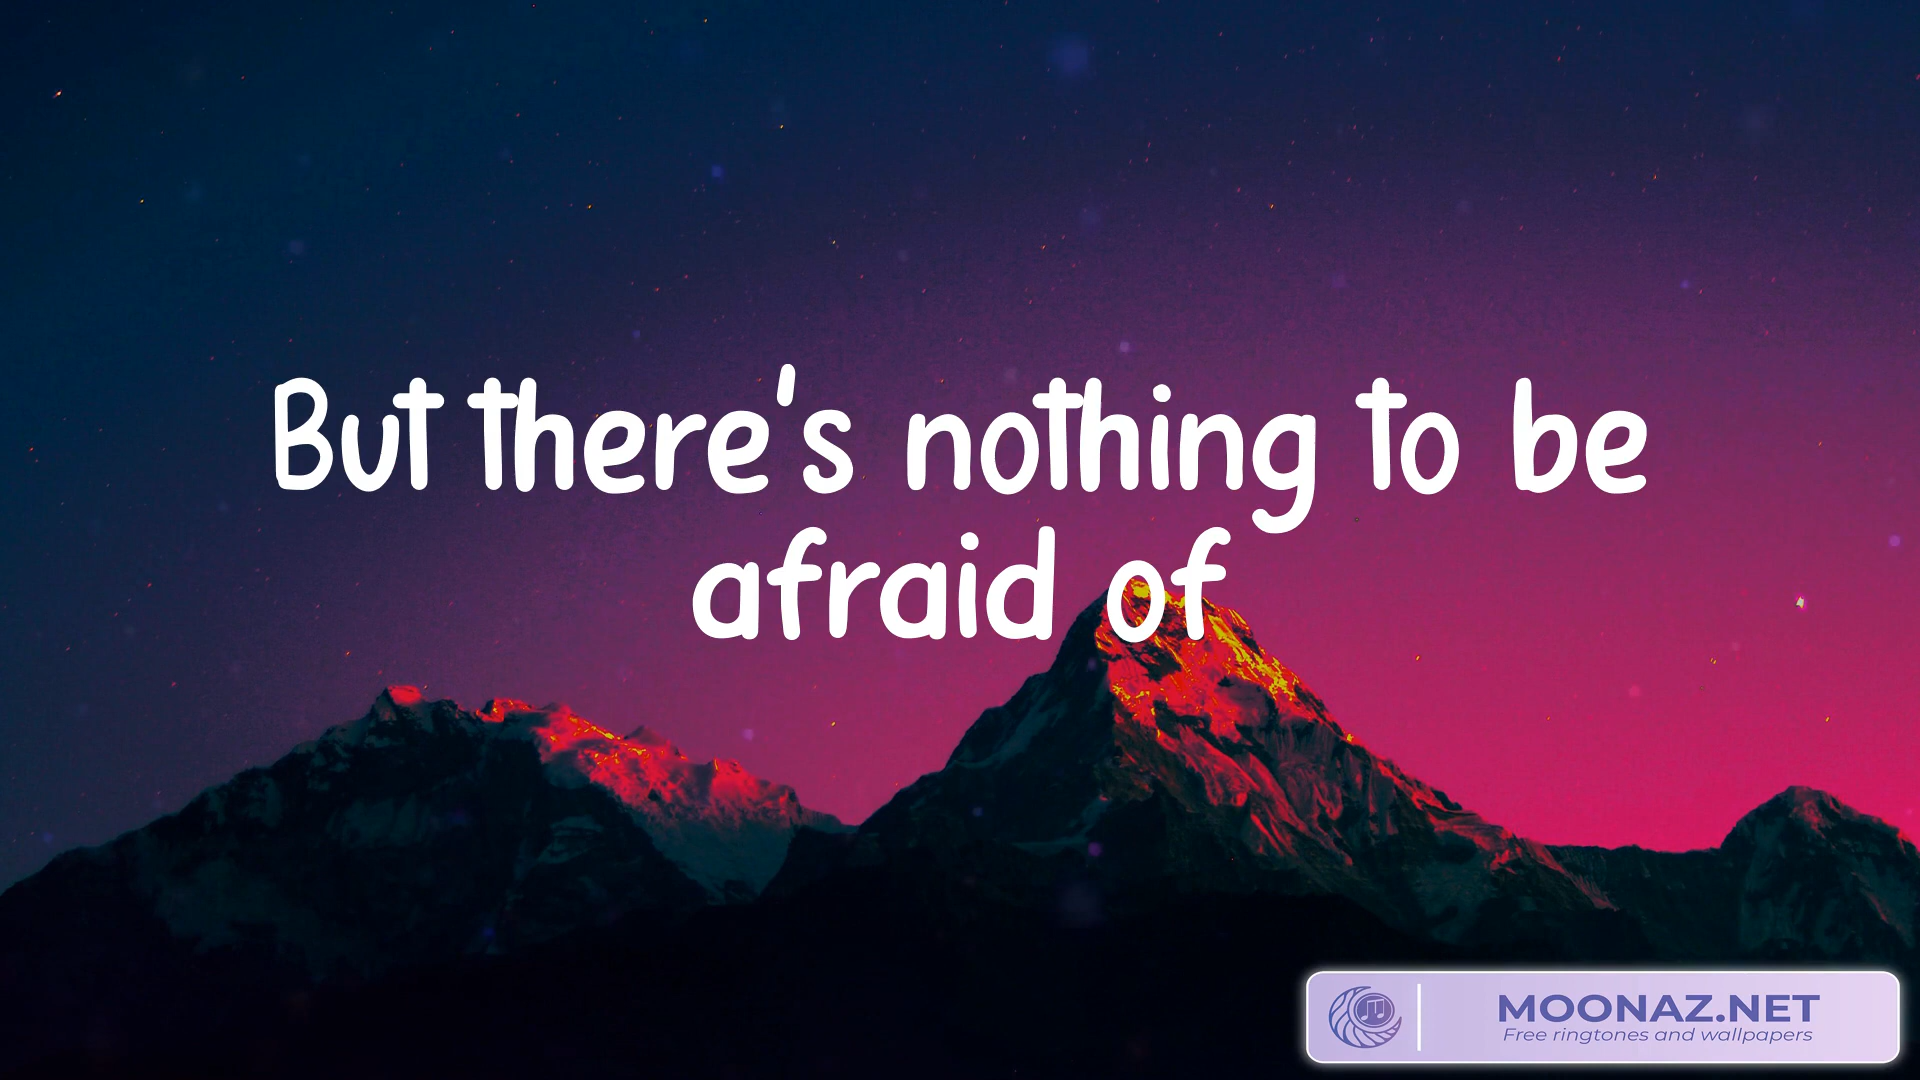 But there's nothing to be
afraid of
MOONAZ.NET
Free ringtones and wallpapers